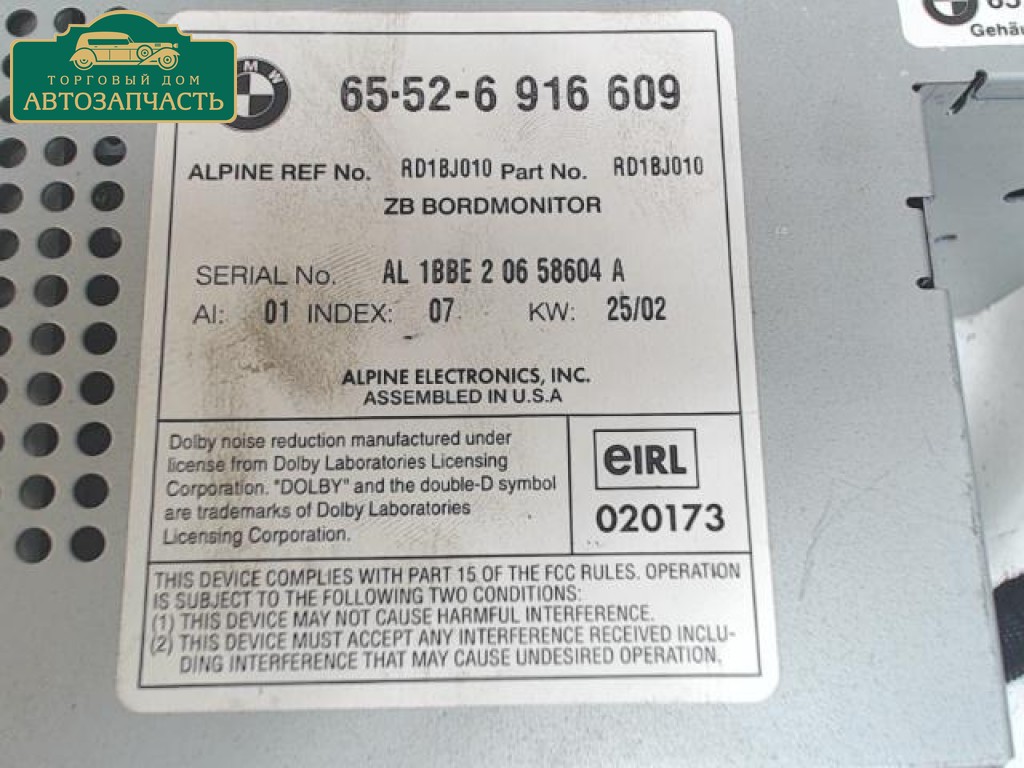 ТОРГОВЫЙ ДОМ
АВТОЗАПЧАСТЬ
BMW
65·52-6 916 609
ALPINE REF No. RD1BJ010 Part No. RD1BJ010
ZB BORDMONITOR
SERIAL No. AL 1BBE 2 06 58604 A
AI: 01 INDEX: 07 KW: 25/02
ALPINE ELECTRONICS, INC.
ASSEMBLED IN U.S.A
Dolby noise reduction manufactured under
license from Dolby Laboratories Licensing
Corporation. "DOLBY" and the double-D symbol
are trademarks of Dolby Laboratories
Licensing Corporation.
eIRL
020173
THIS DEVICE COMPLIES WITH PART 15 OF THE FCC RULES. OPERATION
IS SUBJECT TO THE FOLLOWING TWO CONDITIONS:
(1) THIS DEVICE MAY NOT CAUSE HARMFUL INTERFERENCE.
(2) THIS DEVICE MUST ACCEPT ANY INTERFERENCE RECEIVED INCLU-
DING INTERFERENCE THAT MAY CAUSE UNDESIRED OPERATION.